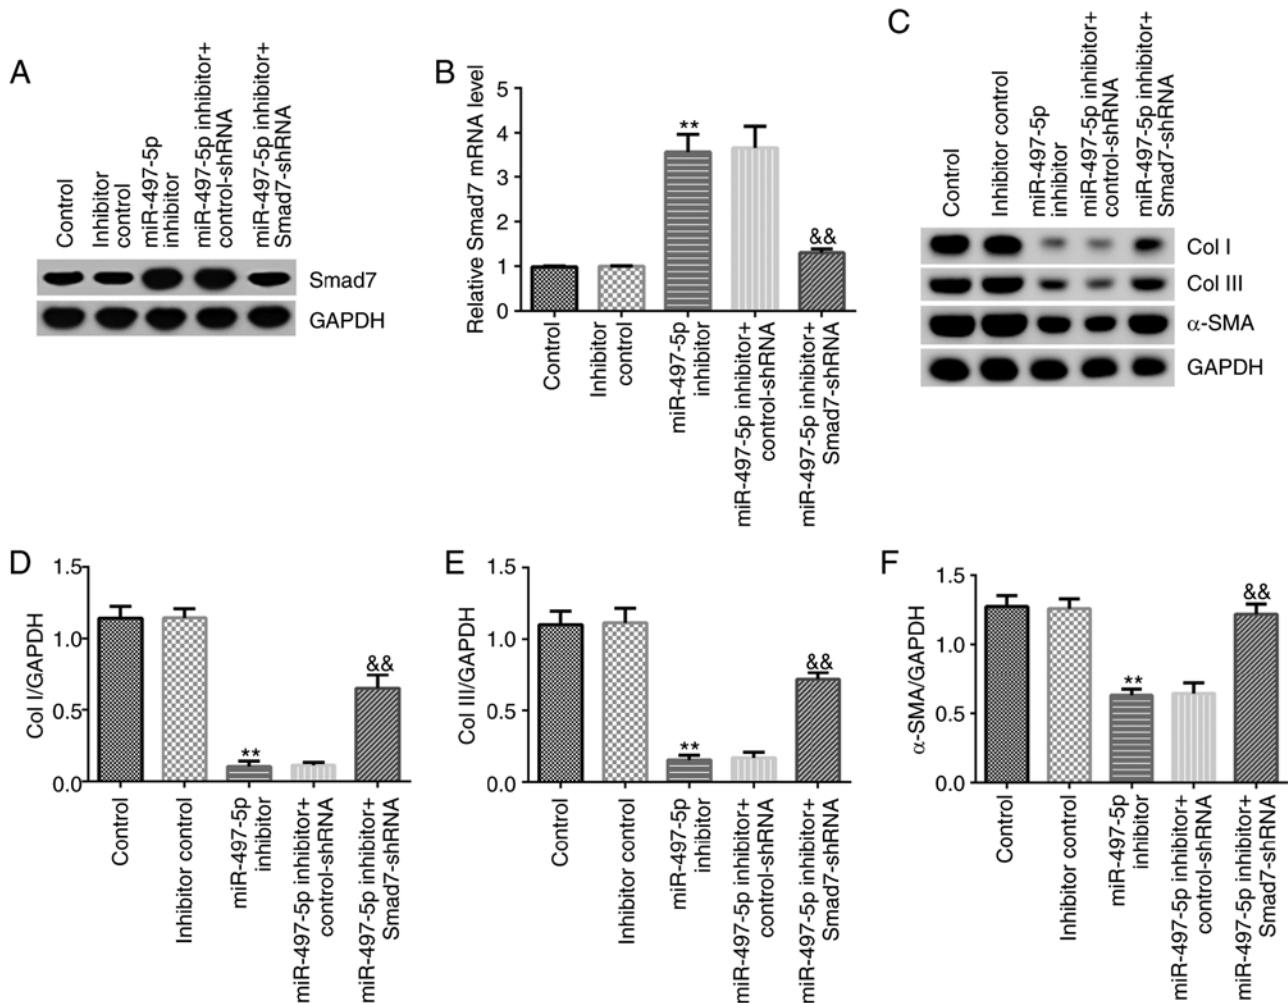 A
Control
Inhibitor
control
miR-497-5p
inhibitor
miR-497-5p inhibitor+
control-shRNA
miR-497-5p inhibitor+
Smad7-shRNA
Smad7
GAPDH
B
Relative Smad7 mRNA level
5
4
3
2
1
0
**
&&
Control
Inhibitor
control
miR-497-5p
inhibitor
miR-497-5p inhibitor+
control-shRNA
miR-497-5p inhibitor+
Smad7-shRNA
C
Control
Inhibitor control
miR-497-5p
inhibitor
miR-497-5p inhibitor+
control-shRNA
miR-497-5p inhibitor+
Smad7-shRNA
Col I
Col III
α-SMA
GAPDH
D
Col I/GAPDH
1.5
1.0
0.5
0.0
**
&&
Control
Inhibitor control
miR-497-5p
inhibitor
miR-497-5p inhibitor+
control-shRNA
miR-497-5p inhibitor+
Smad7-shRNA
E
Col III/GAPDH
1.5
1.0
0.5
0.0
**
&&
Control
Inhibitor control
miR-497-5p
inhibitor
miR-497-5p inhibitor+
control-shRNA
miR-497-5p inhibitor+
Smad7-shRNA
F
α-SMA/GAPDH
1.5
1.0
0.5
0.0
**
&&
Control
Inhibitor control
miR-497-5p
inhibitor
miR-497-5p inhibitor+
control-shRNA
miR-497-5p inhibitor+
Smad7-shRNA